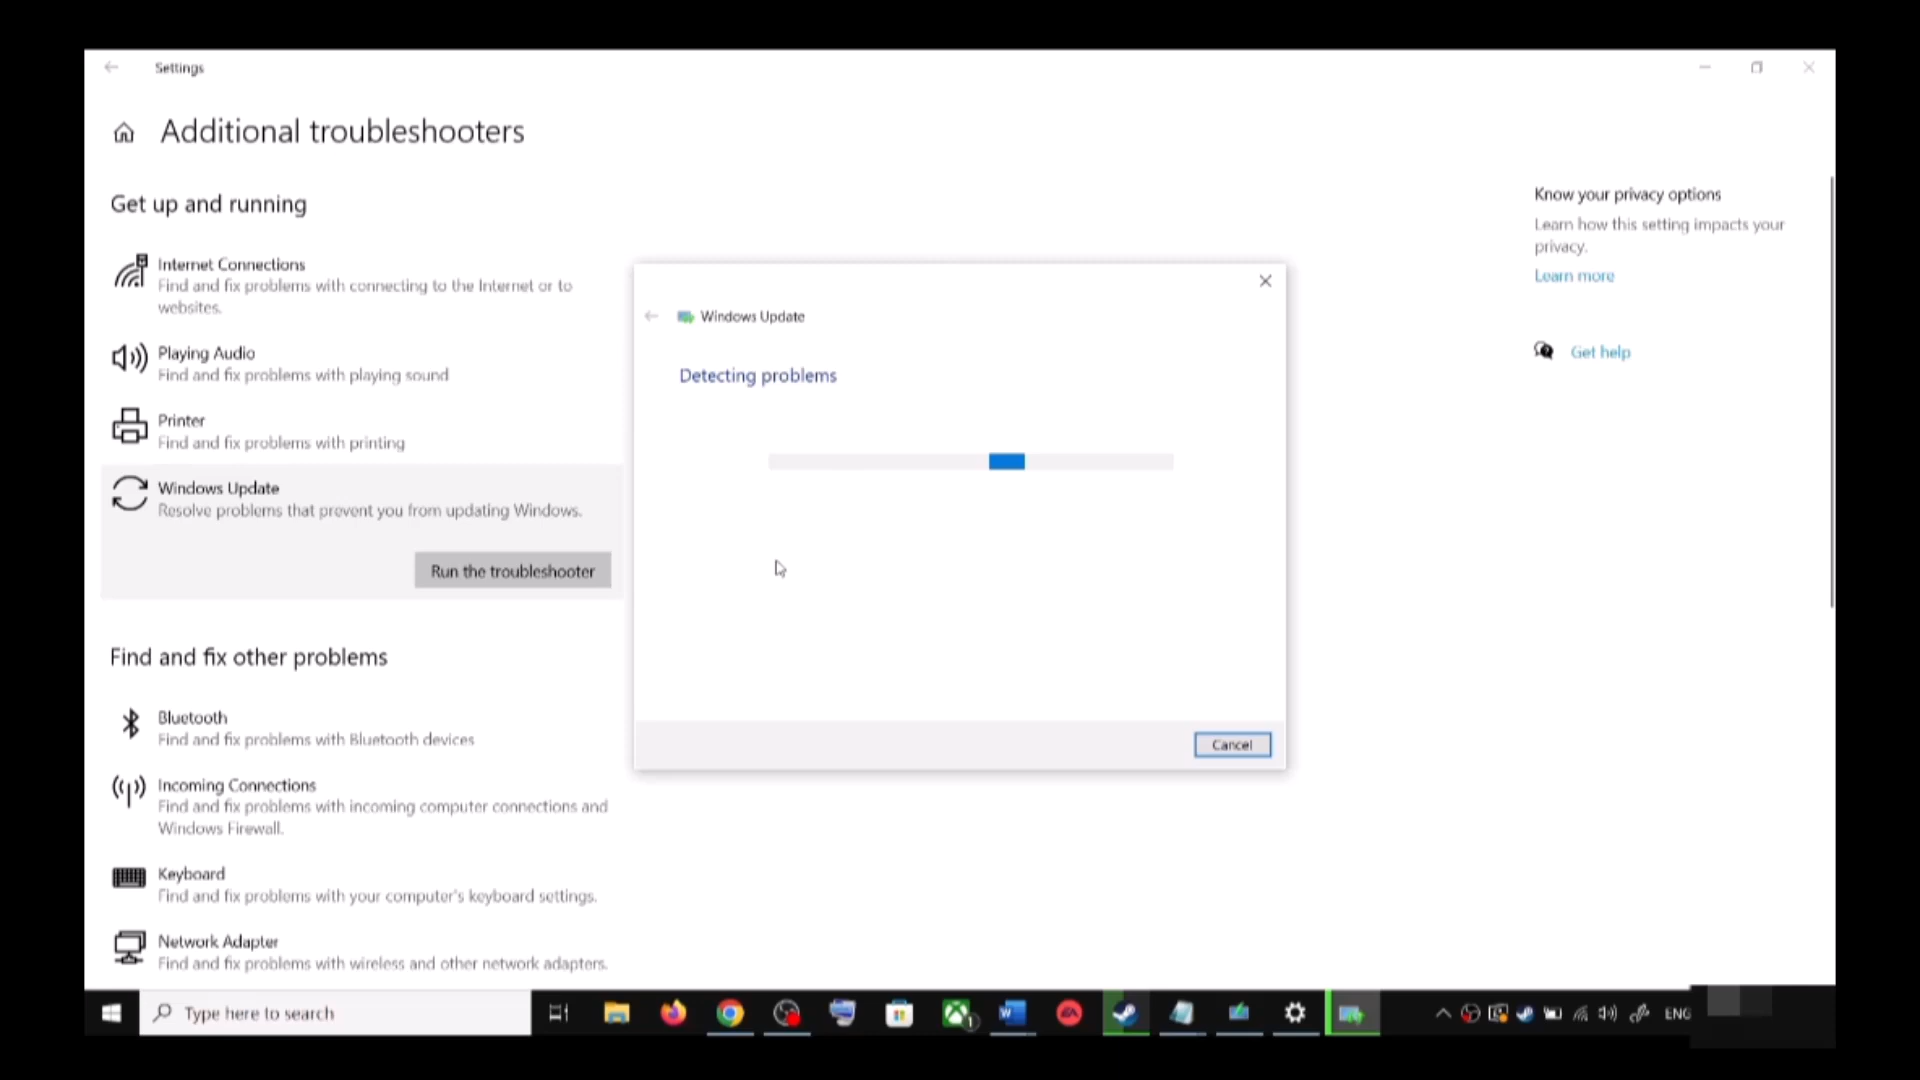 Settings
Additional troubleshooters
Get up and running
Internet Connections
Find and fix problems with connecting to the Internet or to
websites.
Playing Audio
Find and fix problems with playing sound
Printer
Find and fix problems with printing
Windows Update
Resolve problems that prevent you from updating Windows.
Run the troubleshooter
Find and fix other problems
Bluetooth
Find and fix problems with Bluetooth devices
Incoming Connections
Find and fix problems with incoming computer connections and
Windows Firewall.
Keyboard
Find and fix problems with your computer's keyboard settings.
Network Adapter
Find and fix problems with wireless and other network adapters.
Windows Update
Detecting problems
Cancel
Know your privacy options
Learn how this setting impacts your
privacy.
Learn more
Get help
Type here to search
W
EA
1
ENG